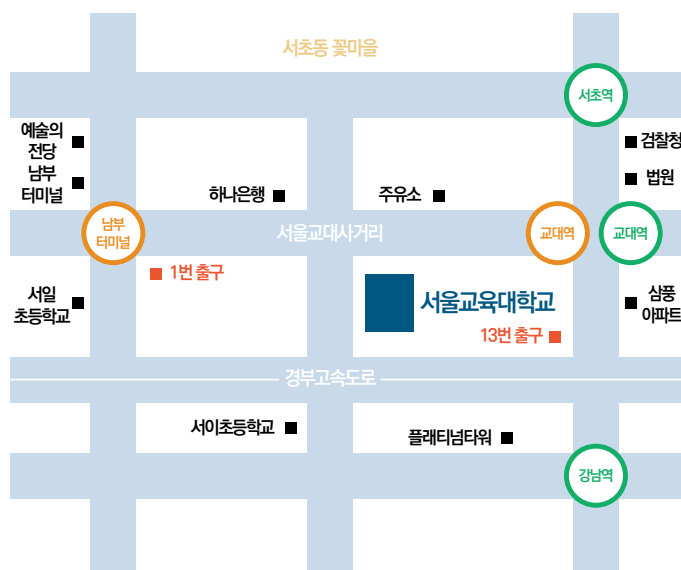 서초동 꽃마을
서초역
예술의
전당
검찰청
남부
터미널
하나은행
주유소
법원
남부
터미널
서울교대사거리
교대역
교대역
1번 출구
서일
초등학교
서울교육대학교
삼풍
아파트
13번 출구
경부고속도로
서이초등학교
플래티넘타워
강남역